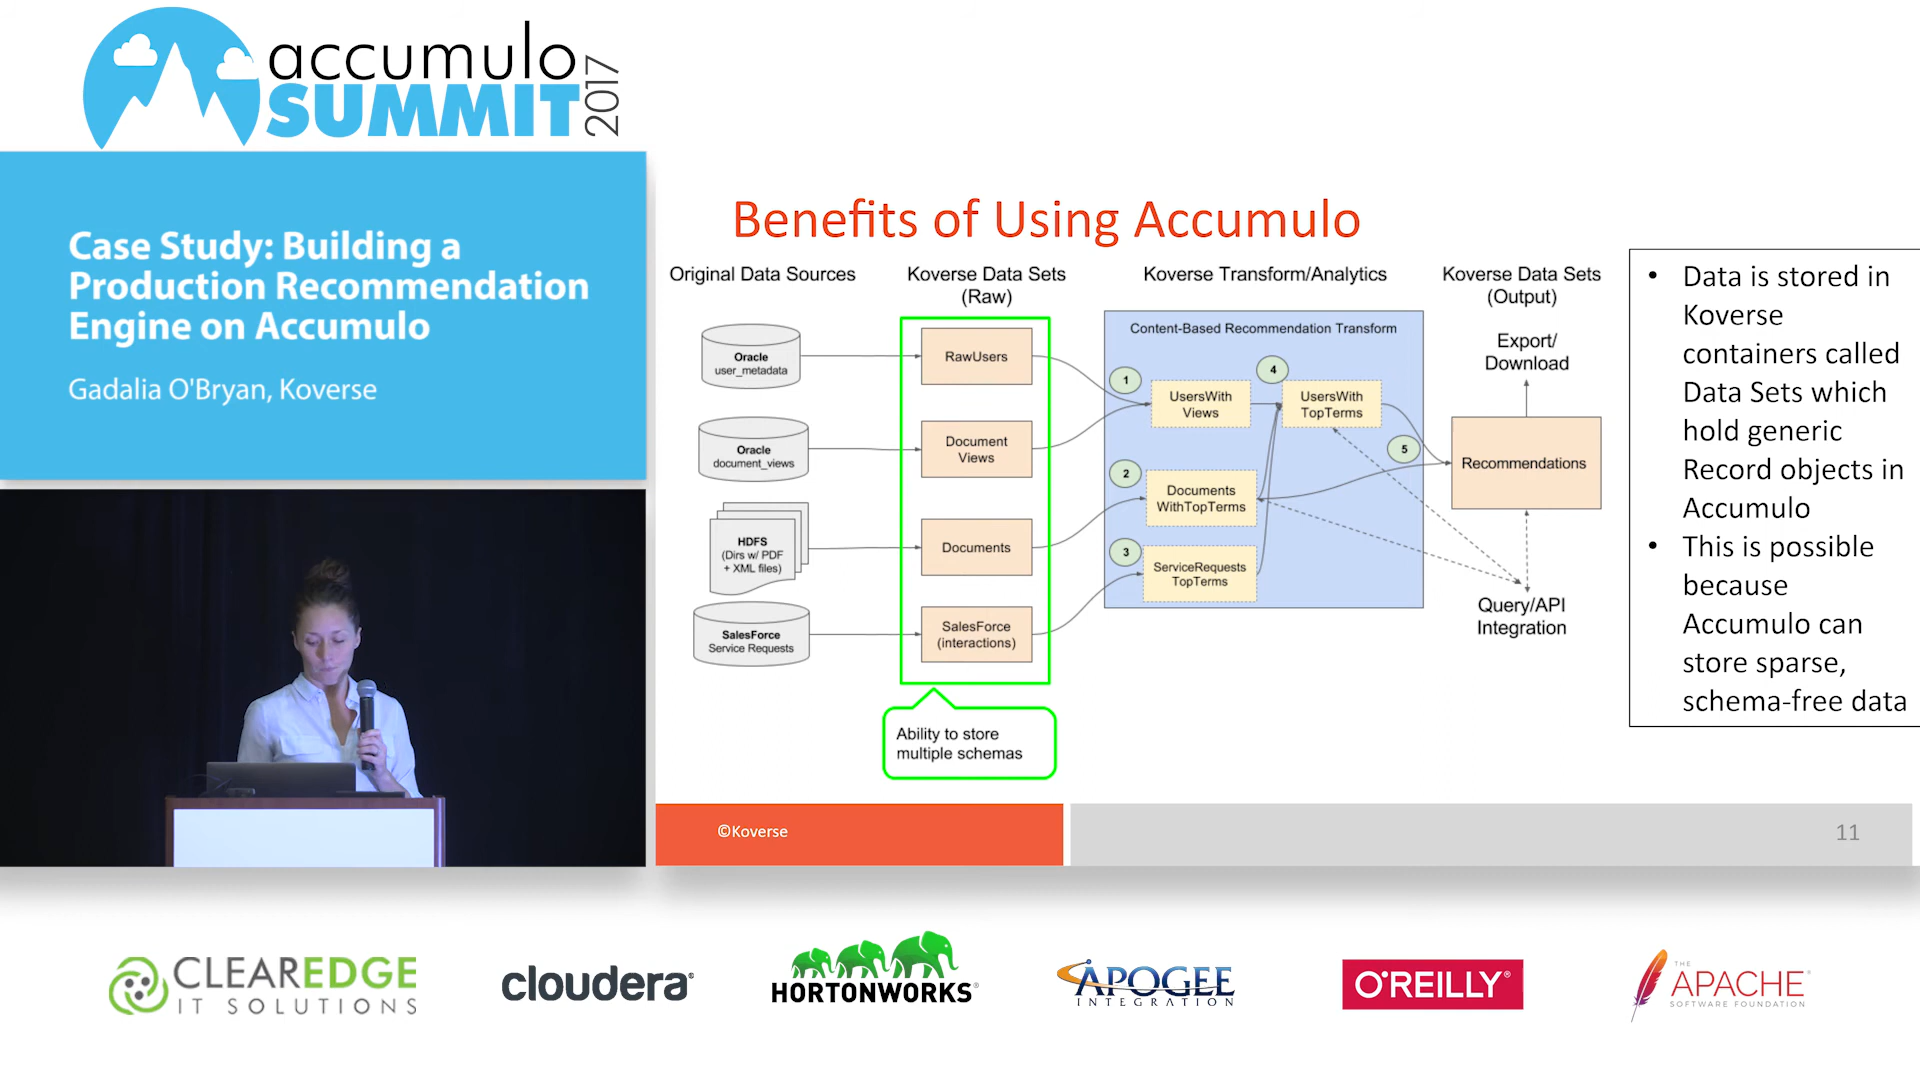 accumulo
SUMMIT
2017
Case Study: Building a
Production Recommendation
Engine on Accumulo
Gadalia O'Bryan, Koverse
Benefits of Using Accumulo
Original Data Sources
Koverse Data Sets
(Raw)
Koverse Transform/Analytics
Koverse Data Sets
(Output)
Oracle
user_metadata
Oracle
document_views
HDFS
(Dirs w/ PDF
+ XML files)
SalesForce
Service Requests
RawUsers
Document
Views
Documents
SalesForce
(interactions)
Ability to store
multiple schemas
Content-Based Recommendation Transform
1
UsersWith
Views
4
UsersWith
TopTerms
2
Documents
WithTopTerms
5
3
ServiceRequests
TopTerms
Export/
Download
Recommendations
Query/API
Integration
• Data is stored in
Koverse
containers called
Data Sets which
hold generic
Record objects in
Accumulo
• This is possible
because
Accumulo can
store sparse,
schema-free data
©Koverse
11
CLEAREDGE
IT SOLUTIONS
cloudera®
HORTONWORKS®
APOGEE
INTEGRATION
O'REILLY®
THE
APACHE®
SOFTWARE FOUNDATION